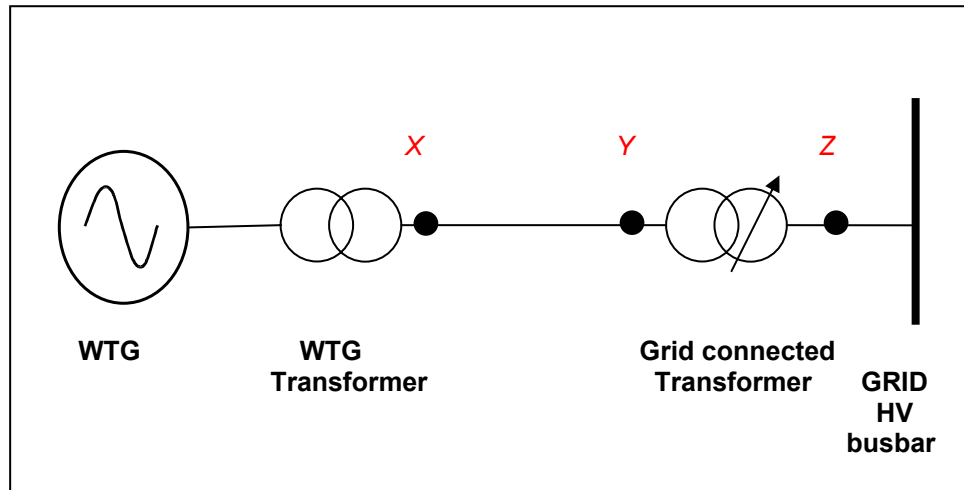 X
Y
Z
WTG
WTG
Transformer
Grid connected
Transformer
GRID
HV
busbar